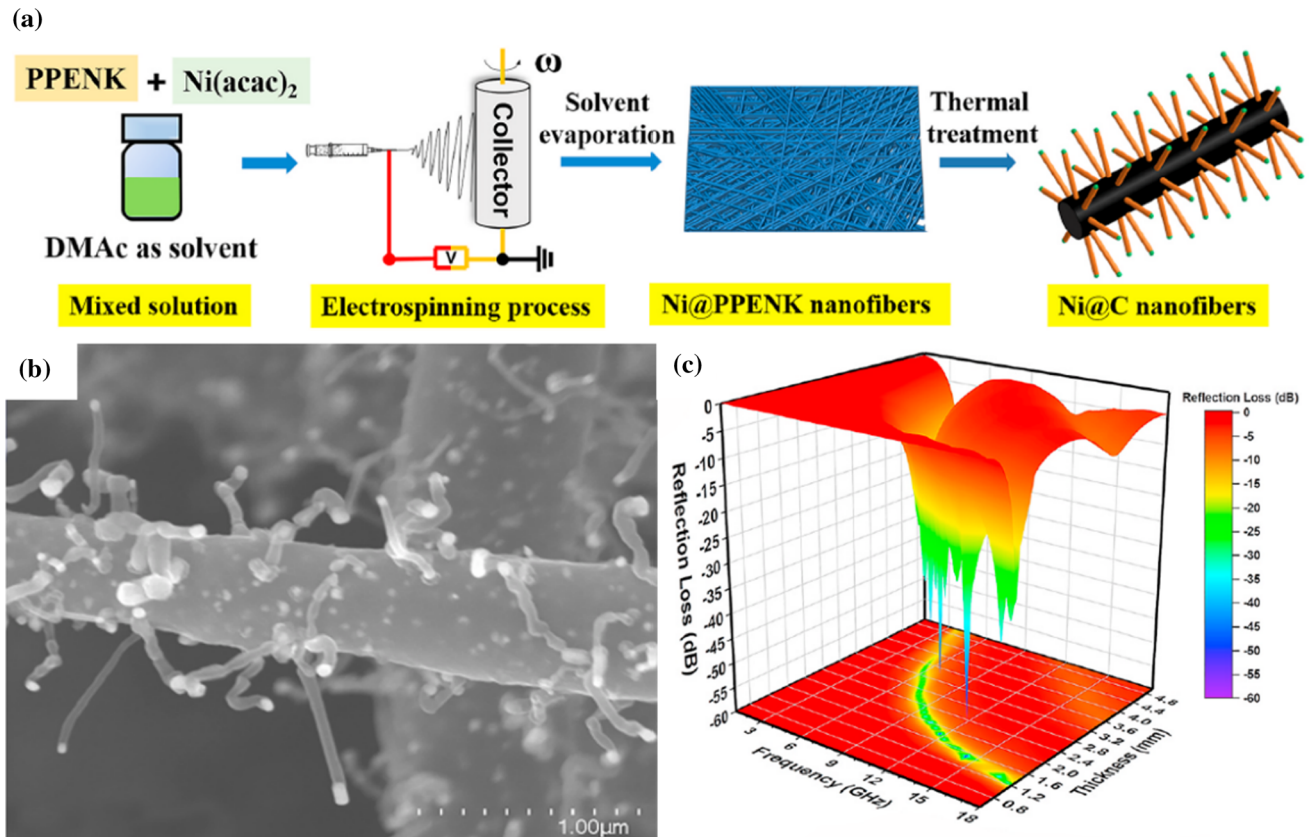 (a)
PPENK + Ni(acac)₂
DMAc as solvent
Mixed solution
Collector
ω
V
Electrospinning process
Solvent
evaporation
Ni@PPENK nanofibers
Thermal
treatment
Ni@C nanofibers
(b)
1.00μm
(c)
Reflection Loss (dB)
0
-5
-10
-15
-20
-25
-30
-35
-40
-45
-50
-55
-60
Reflection Loss (dB)
0
-5
-10
-15
-20
-25
-30
-35
-40
-45
-50
-55
-60
3
6
9
12
15
18
Frequency (GHz)
0.8
1.2
1.6
2.0
2.4
2.8
3.2
3.6
4.0
4.4
4.8
Thickness (mm)